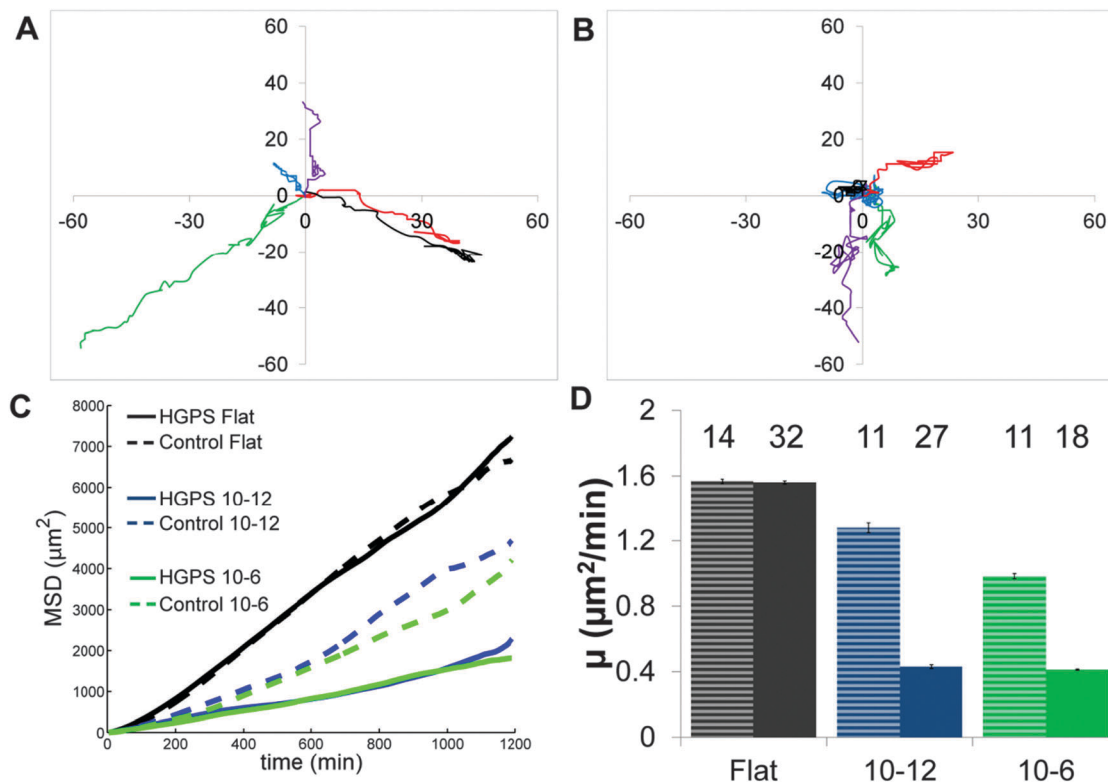 A
60
40
20
0
-60
-30
0
30
60
-20
-40
-60
B
60
40
20
0
-60
-30
0
30
60
-20
-40
-60
C
8000
7000
6000
5000
4000
3000
2000
1000
0
MSD (µm²)
HGPS Flat
Control Flat
HGPS 10-12
Control 10-12
HGPS 10-6
Control 10-6
0 200 400 600 800 1000 1200
time (min)
D
2
1.6
1.2
0.8
0.4
0
µ (µm²/min)
14 32 11 27 11 18
Flat 10-12 10-6